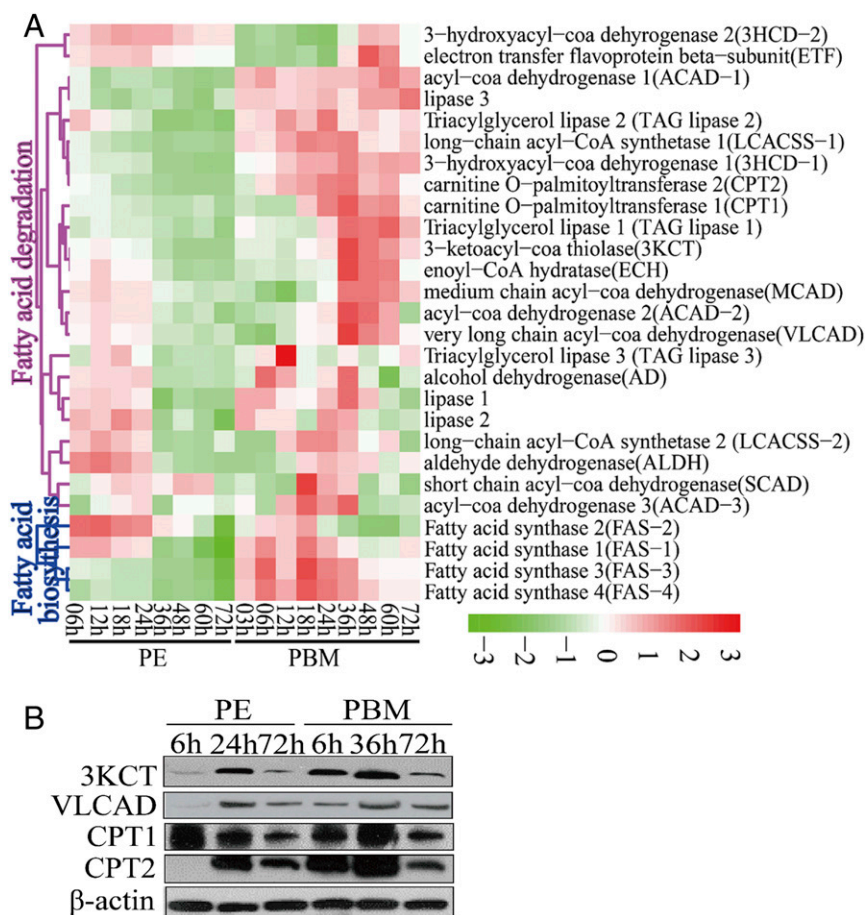 A
Fatty acid degradation
Fatty acid
biosythesis
3-hydroxyacyl-coa dehyrogenase 2(3HCD-2)
electron transfer flavoprotein beta-subunit(ETF)
acyl-coa dehydrogenase 1(ACAD-1)
lipase 3
Triacylglycerol lipase 2 (TAG lipase 2)
long-chain acyl-CoA synthetase 1(LCACSS-1)
3-hydroxyacyl-coa dehyrogenase 1(3HCD-1)
carnitine O-palmitoyltransferase 2(CPT2)
carnitine O-palmitoyltransferase 1(CPT1)
Triacylglycerol lipase 1 (TAG lipase 1)
3-ketoacyl-coa thiolase(3KCT)
enoyl-CoA hydratase(ECH)
medium chain acyl-coa dehydrogenase(MCAD)
acyl-coa dehydrogenase 2(ACAD-2)
very long chain acyl-coa dehydrogenase(VLCAD)
Triacylglycerol lipase 3 (TAG lipase 3)
alcohol dehydrogenase(AD)
lipase 1
lipase 2
long-chain acyl-CoA synthetase 2 (LCACSS-2)
aldehyde dehydrogenase(ALDH)
short chain acyl-coa dehydrogenase(SCAD)
acyl-coa dehydrogenase 3(ACAD-3)
Fatty acid synthase 2(FAS-2)
Fatty acid synthase 1(FAS-1)
Fatty acid synthase 3(FAS-3)
Fatty acid synthase 4(FAS-4)
06h 12h 18h 24h 36h 48h 60h 72h 03h 06h 12h 18h 24h 36h 48h 60h 72h
PE PBM
-3 -2 -1 0 1 2 3
B
PE PBM
6h 24h 72h 6h 36h 72h
3KCT
VLCAD
CPT1
CPT2
β-actin